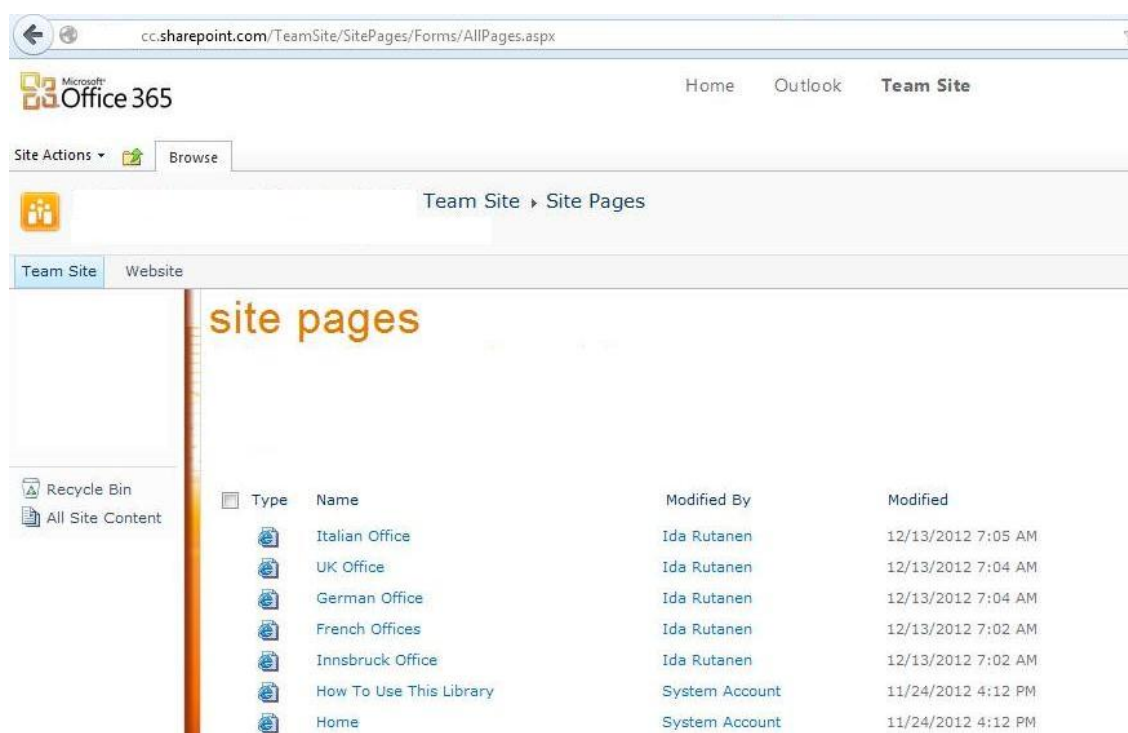 cc.sharepoint.com/TeamSite/SitePages/Forms/AllPages.aspx
Microsoft®
Office 365
Home Outlook Team Site
Site Actions Browse
Team Site Site Pages
Team Site Website
site pages
Recycle Bin
All Site Content
Type Name Modified By Modified
Italian Office Ida Rutanen 12/13/2012 7:05 AM
UK Office Ida Rutanen 12/13/2012 7:04 AM
German Office Ida Rutanen 12/13/2012 7:04 AM
French Offices Ida Rutanen 12/13/2012 7:02 AM
Innsbruck Office Ida Rutanen 12/13/2012 7:02 AM
How To Use This Library System Account 11/24/2012 4:12 PM
Home System Account 11/24/2012 4:12 PM